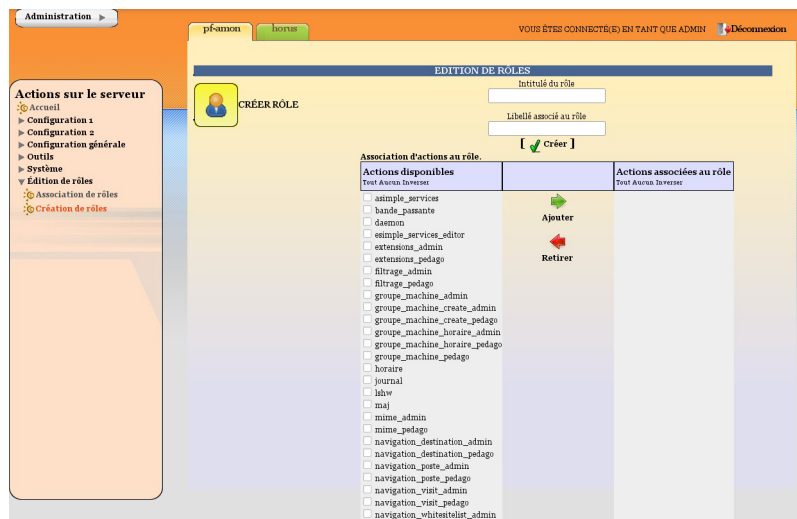 Administration
pf-amon
horus
VOUS ÊTES CONNECTÉ(E) EN TANT QUE ADMIN
Déconnexion
Actions sur le serveur
Accueil
Configuration 1
Configuration 2
Configuration générale
Outils
Système
Édition de rôles
Association de rôles
Création de rôles
EDITION DE RÔLES
CRÉER RÔLE
Intitulé du rôle
Libellé associé au rôle
[ Créer ]
Association d'actions au rôle.
Actions disponibles
Tout Aucun Inverser
Actions associées au rôle
Tout Aucun Inverser
Ajouter
Retirer
asimple_services
bande_passante
daemon
esimple_services_editor
extensions_admin
extensions_pedago
filtrage_admin
filtrage_pedago
groupe_machine_admin
groupe_machine_create_admin
groupe_machine_create_pedago
groupe_machine_horaire_admin
groupe_machine_horaire_pedago
groupe_machine_pedago
horaire
journal
lshw
maj
mime_admin
mime_pedago
navigation_destination_admin
navigation_destination_pedago
navigation_poste_admin
navigation_poste_pedago
navigation_visit_admin
navigation_visit_pedago
navigation_whitesitelist_admin